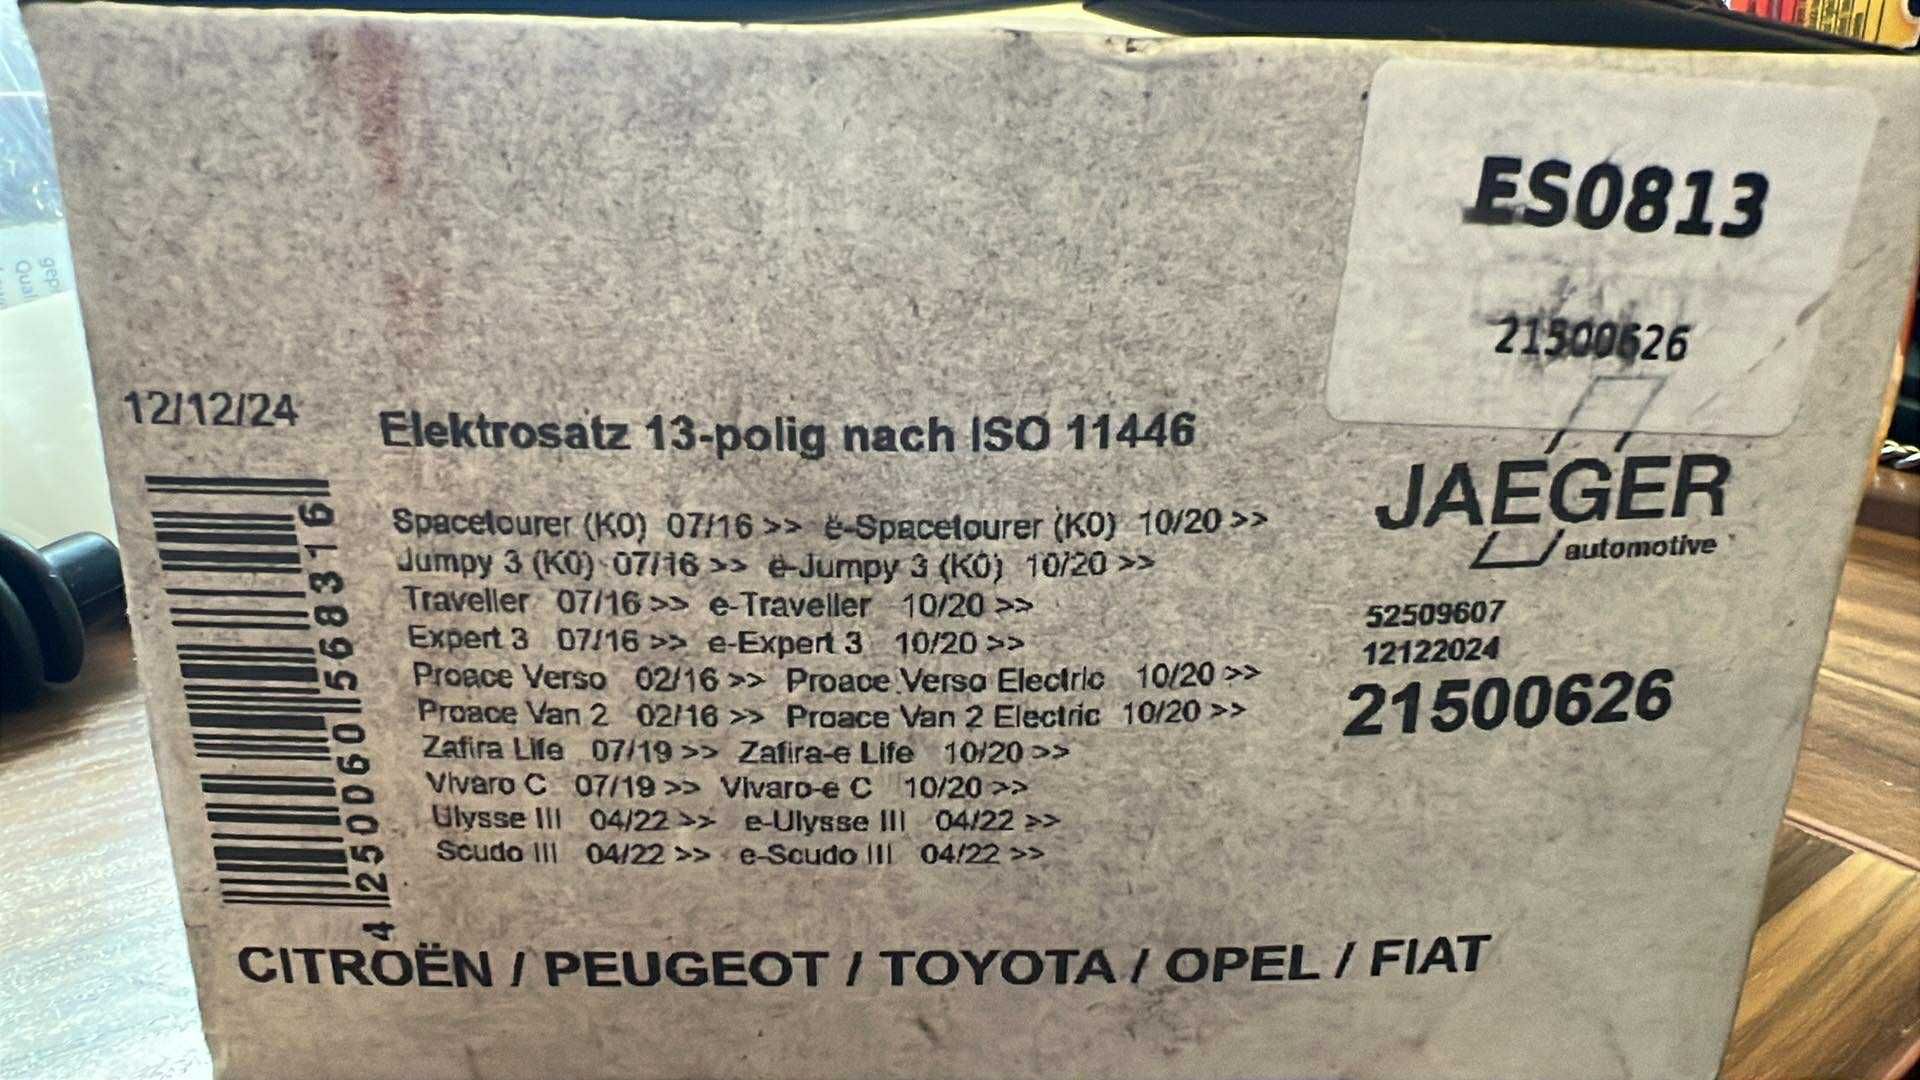 ES0813
21500626
12/12/24
Elektrosatz 13-polig nach ISO 11446
Spacetourer (K0) 07/16 >> ë-Spacetourer (K0) 10/20 >>
Jumpy 3 (K0) 07/16 >> ë-Jumpy 3 (K0) 10/20 >>
Traveller 07/16 >> e-Traveller 10/20 >>
Expert 3 07/16 >> e-Expert 3 10/20 >>
Proace Verso 02/16 >> Proace Verso Electric 10/20 >>
Proace Van 2 02/16 >> Proace Van 2 Electric 10/20 >>
Zafira Life 07/19 >> Zafira-e Life 10/20 >>
Vivaro C 07/19 >> Vivaro-e C 10/20 >>
Ulysse III 04/22 >> e-Ulysse III 04/22 >>
Scudo III 04/22 >> e-Scudo III 04/22 >>
4 250060 568316
JAEGER
automotive
52509607
12122024
21500626
CITROËN / PEUGEOT / TOYOTA / OPEL / FIAT